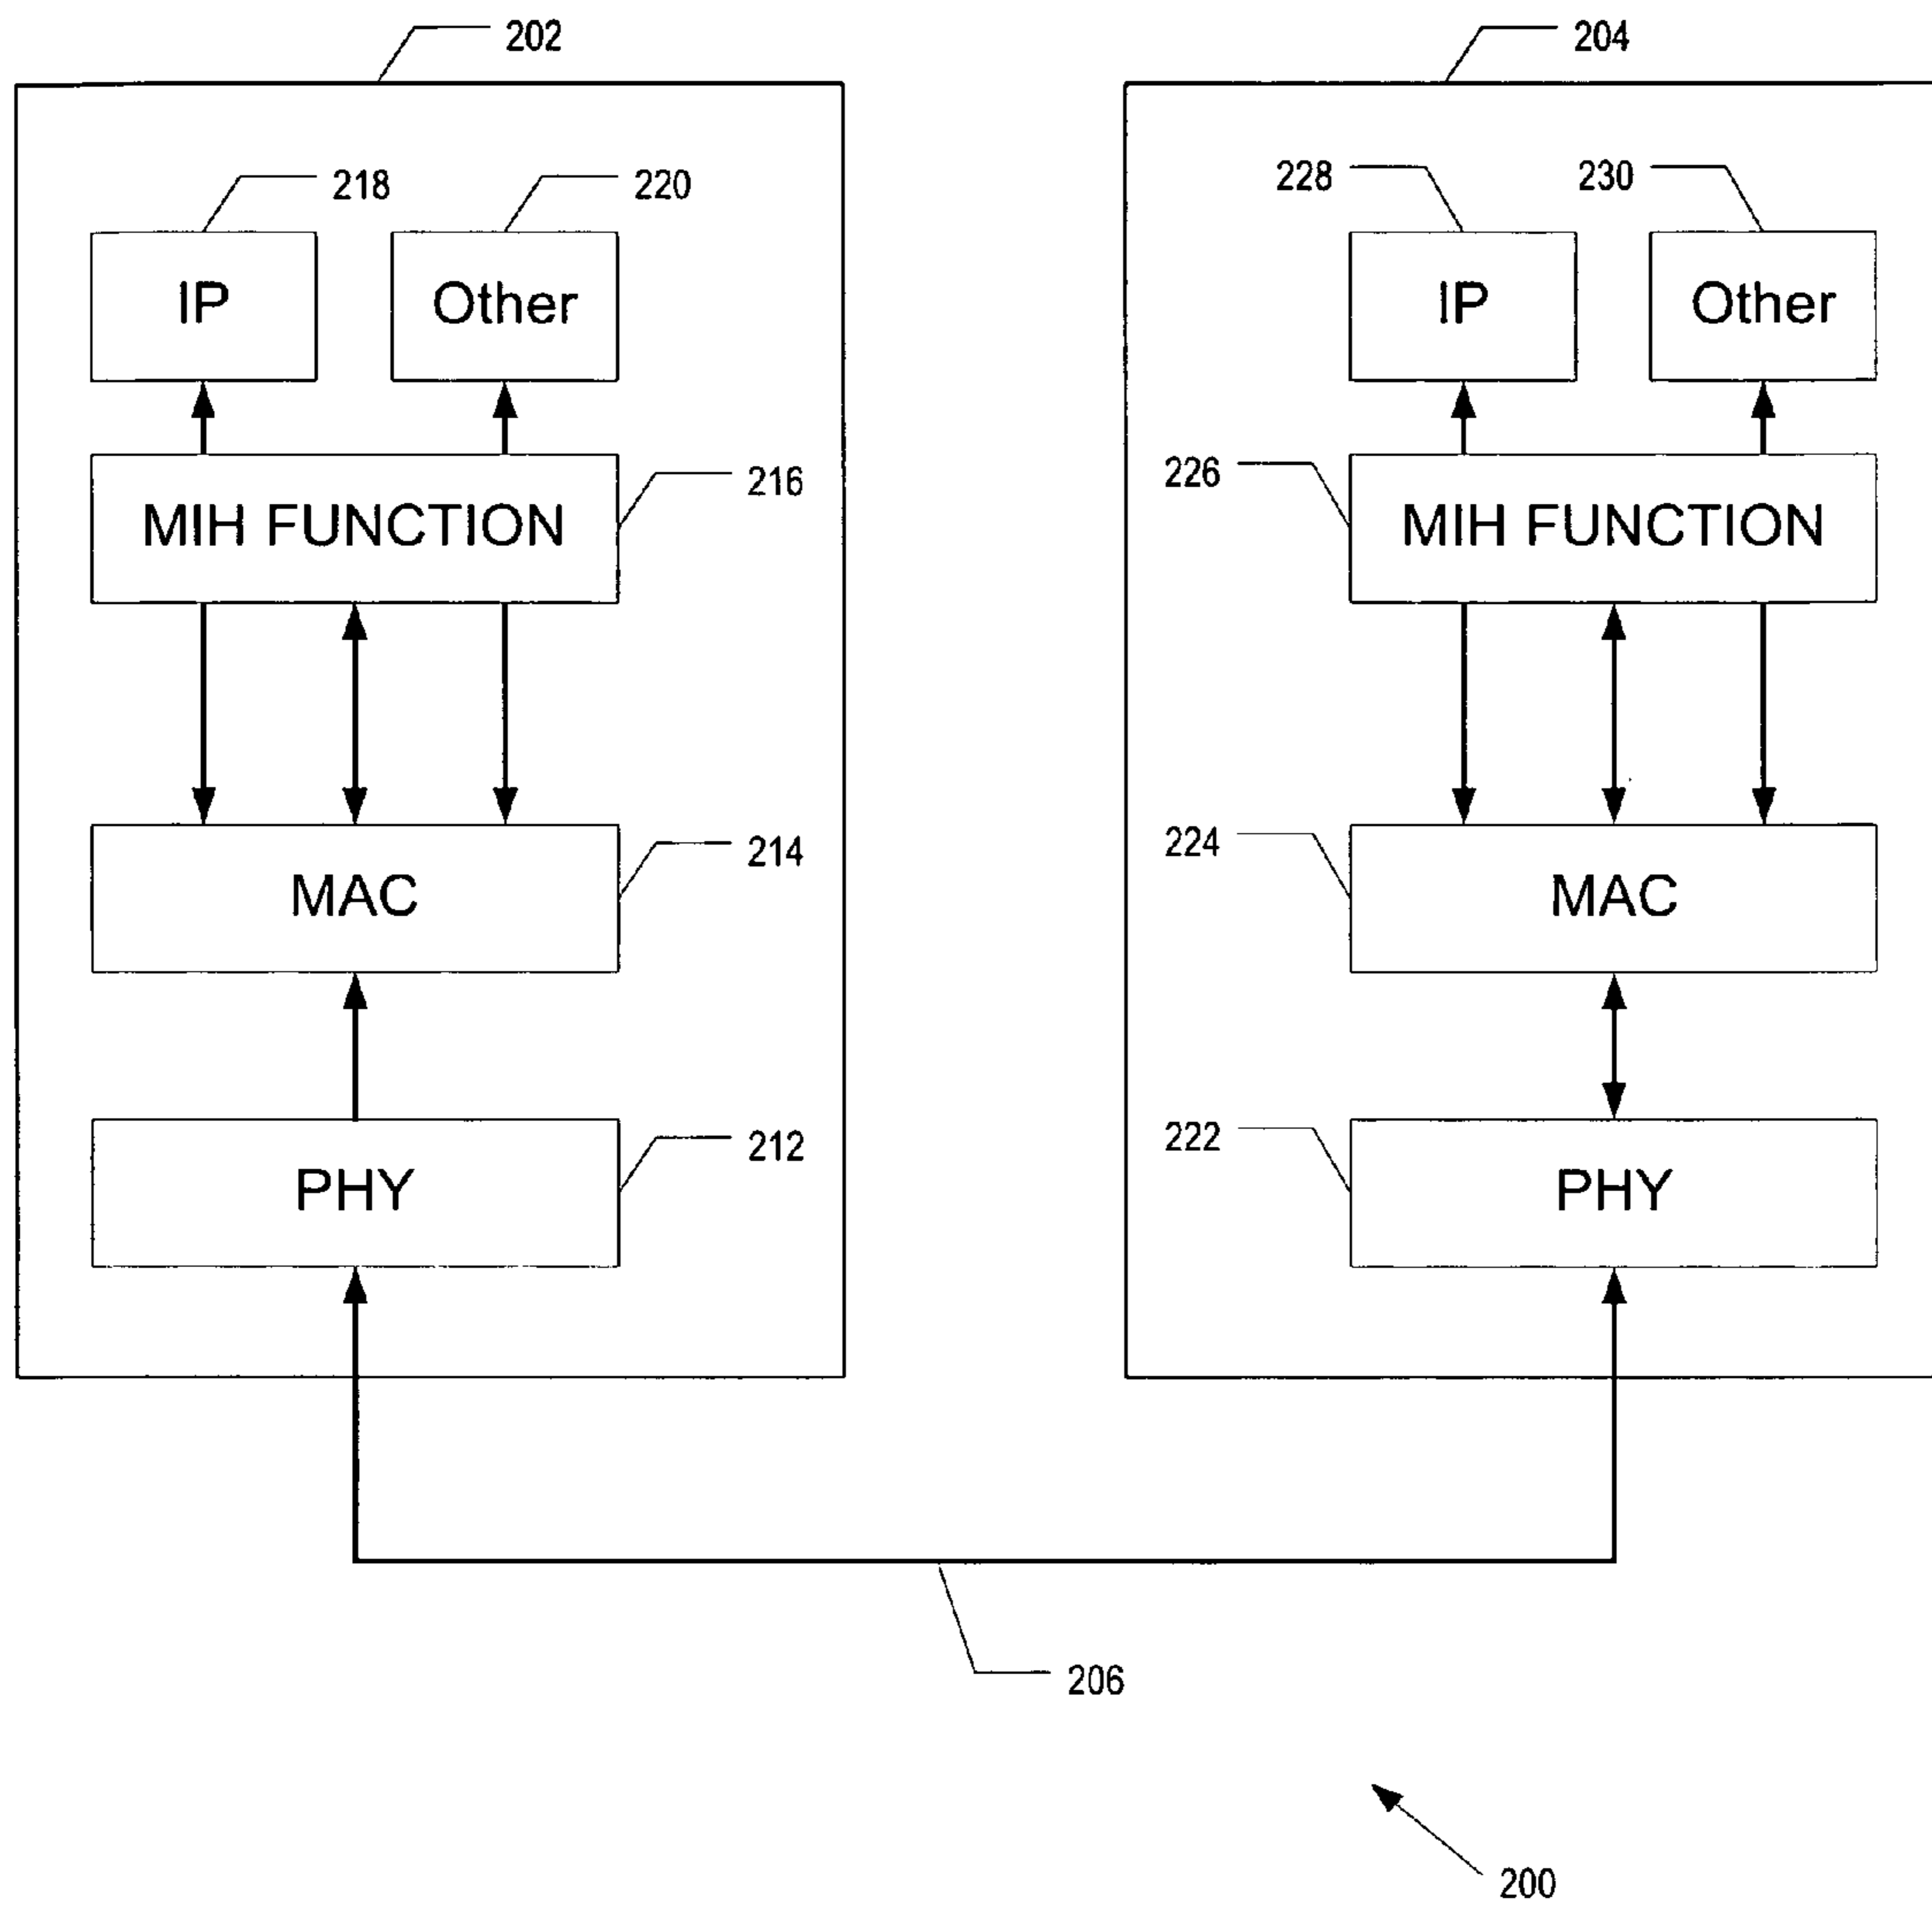 202
204
218
220
228
230
IP
Other
IP
Other
216
226
MIH FUNCTION
MIH FUNCTION
214
224
MAC
MAC
212
222
PHY
PHY
206
200